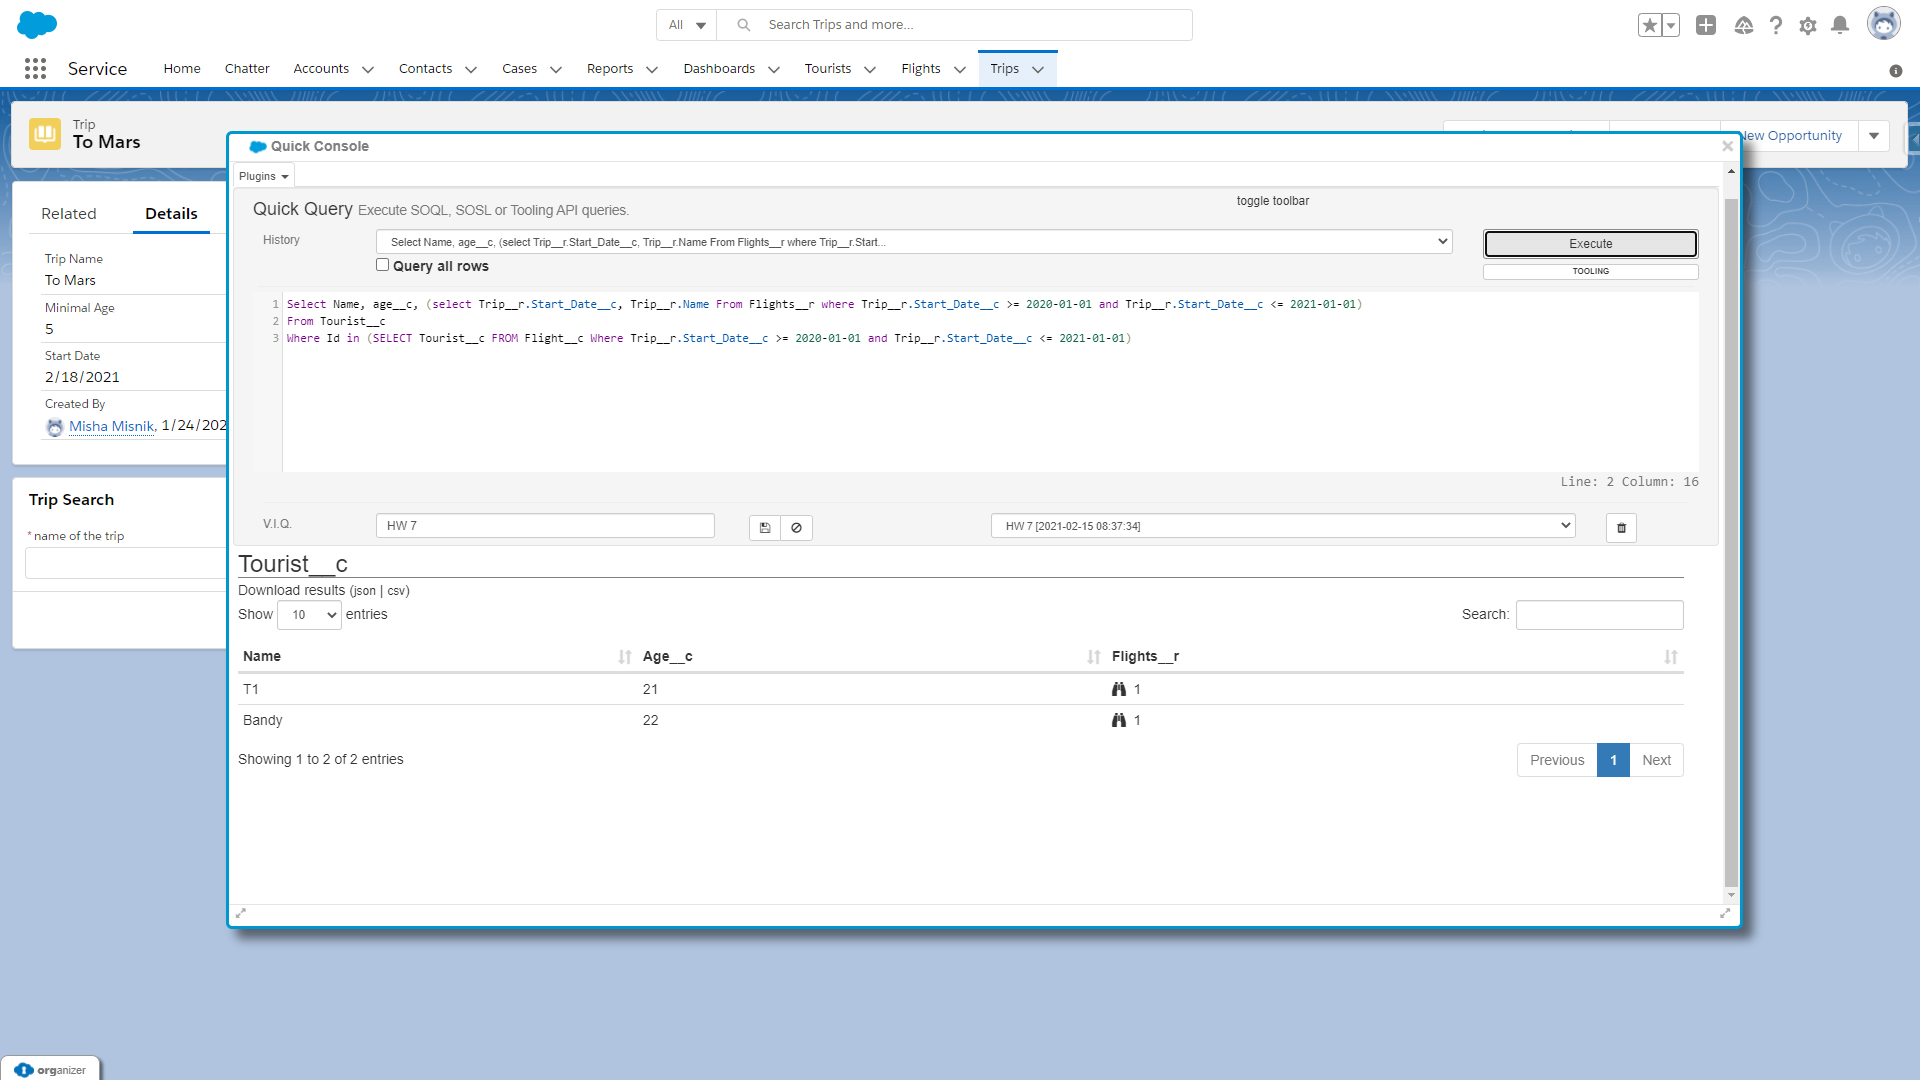 All
Search Trips and more...
Service
Home
Chatter
Accounts
Contacts
Cases
Reports
Dashboards
Tourists
Flights
Trips
Trip
To Mars
New Opportunity
Related
Details
Trip Name
To Mars
Minimal Age
5
Start Date
2/18/2021
Created By
Misha Misnik, 1/24/202
Trip Search
* name of the trip
Quick Console
Plugins
Quick Query Execute SOQL, SOSL or Tooling API queries.
toggle toolbar
History
Select Name, age__c, (select Trip__r.Start_Date__c, Trip__r.Name From Flights__r where Trip__r.Start...
Execute
Query all rows
TOOLING
1 Select Name, age__c, (select Trip__r.Start_Date__c, Trip__r.Name From Flights__r where Trip__r.Start_Date__c >= 2020-01-01 and Trip__r.Start_Date__c <= 2021-01-01)
2 From Tourist__c
3 Where Id in (SELECT Tourist__c FROM Flight__c Where Trip__r.Start_Date__c >= 2020-01-01 and Trip__r.Start_Date__c <= 2021-01-01)
Line: 2 Column: 16
V.I.Q.
HW 7
HW 7 [2021-02-15 08:37:34]
Tourist__c
Download results (json | csv)
Show 10 entries
Search:
Name Age__c Flights__r
T1 21 1
Bandy 22 1
Showing 1 to 2 of 2 entries
Previous 1 Next
organizer